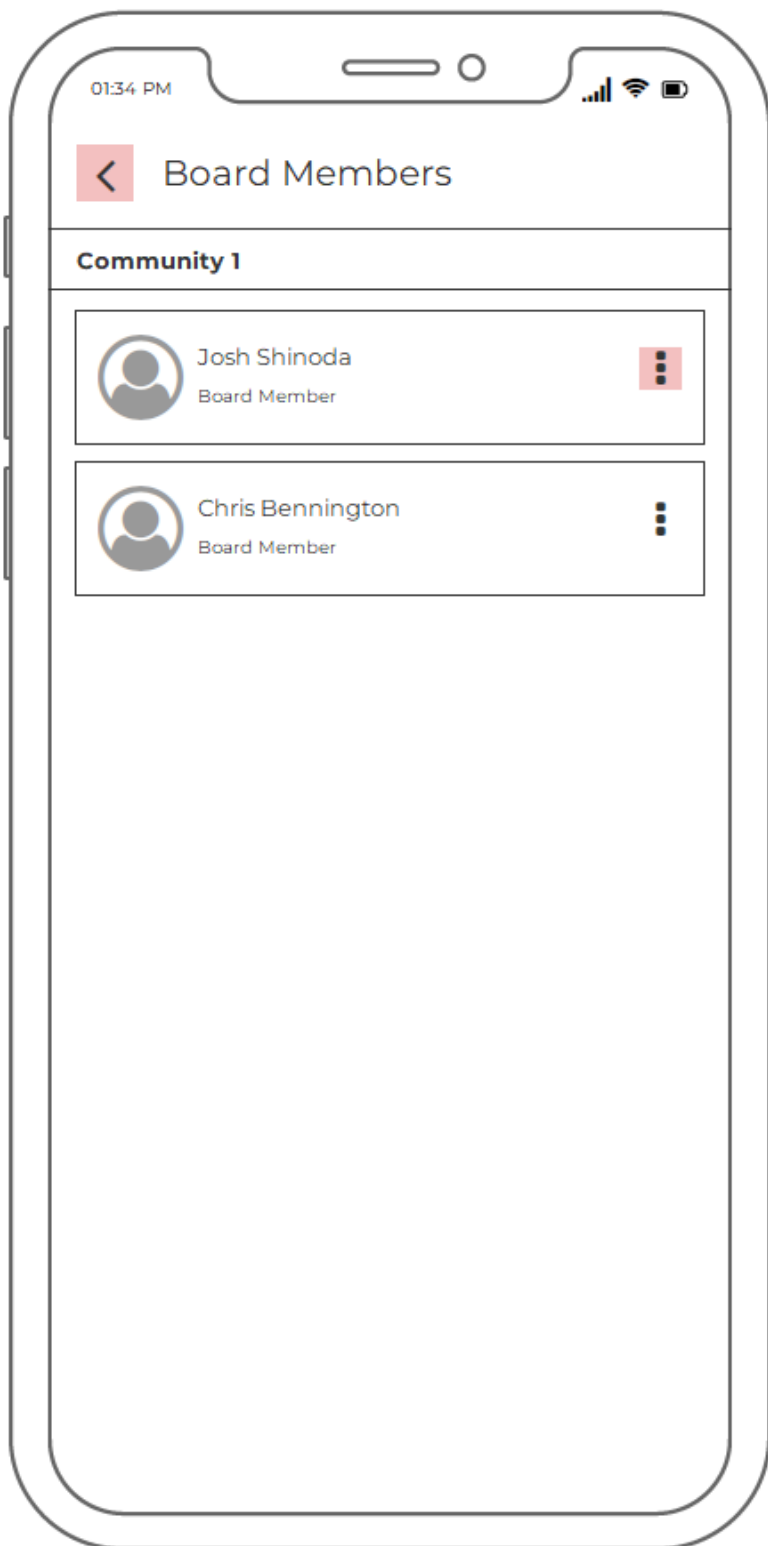 01:34 PM
Board Members
Community 1
Josh Shinoda
Board Member
Chris Bennington
Board Member